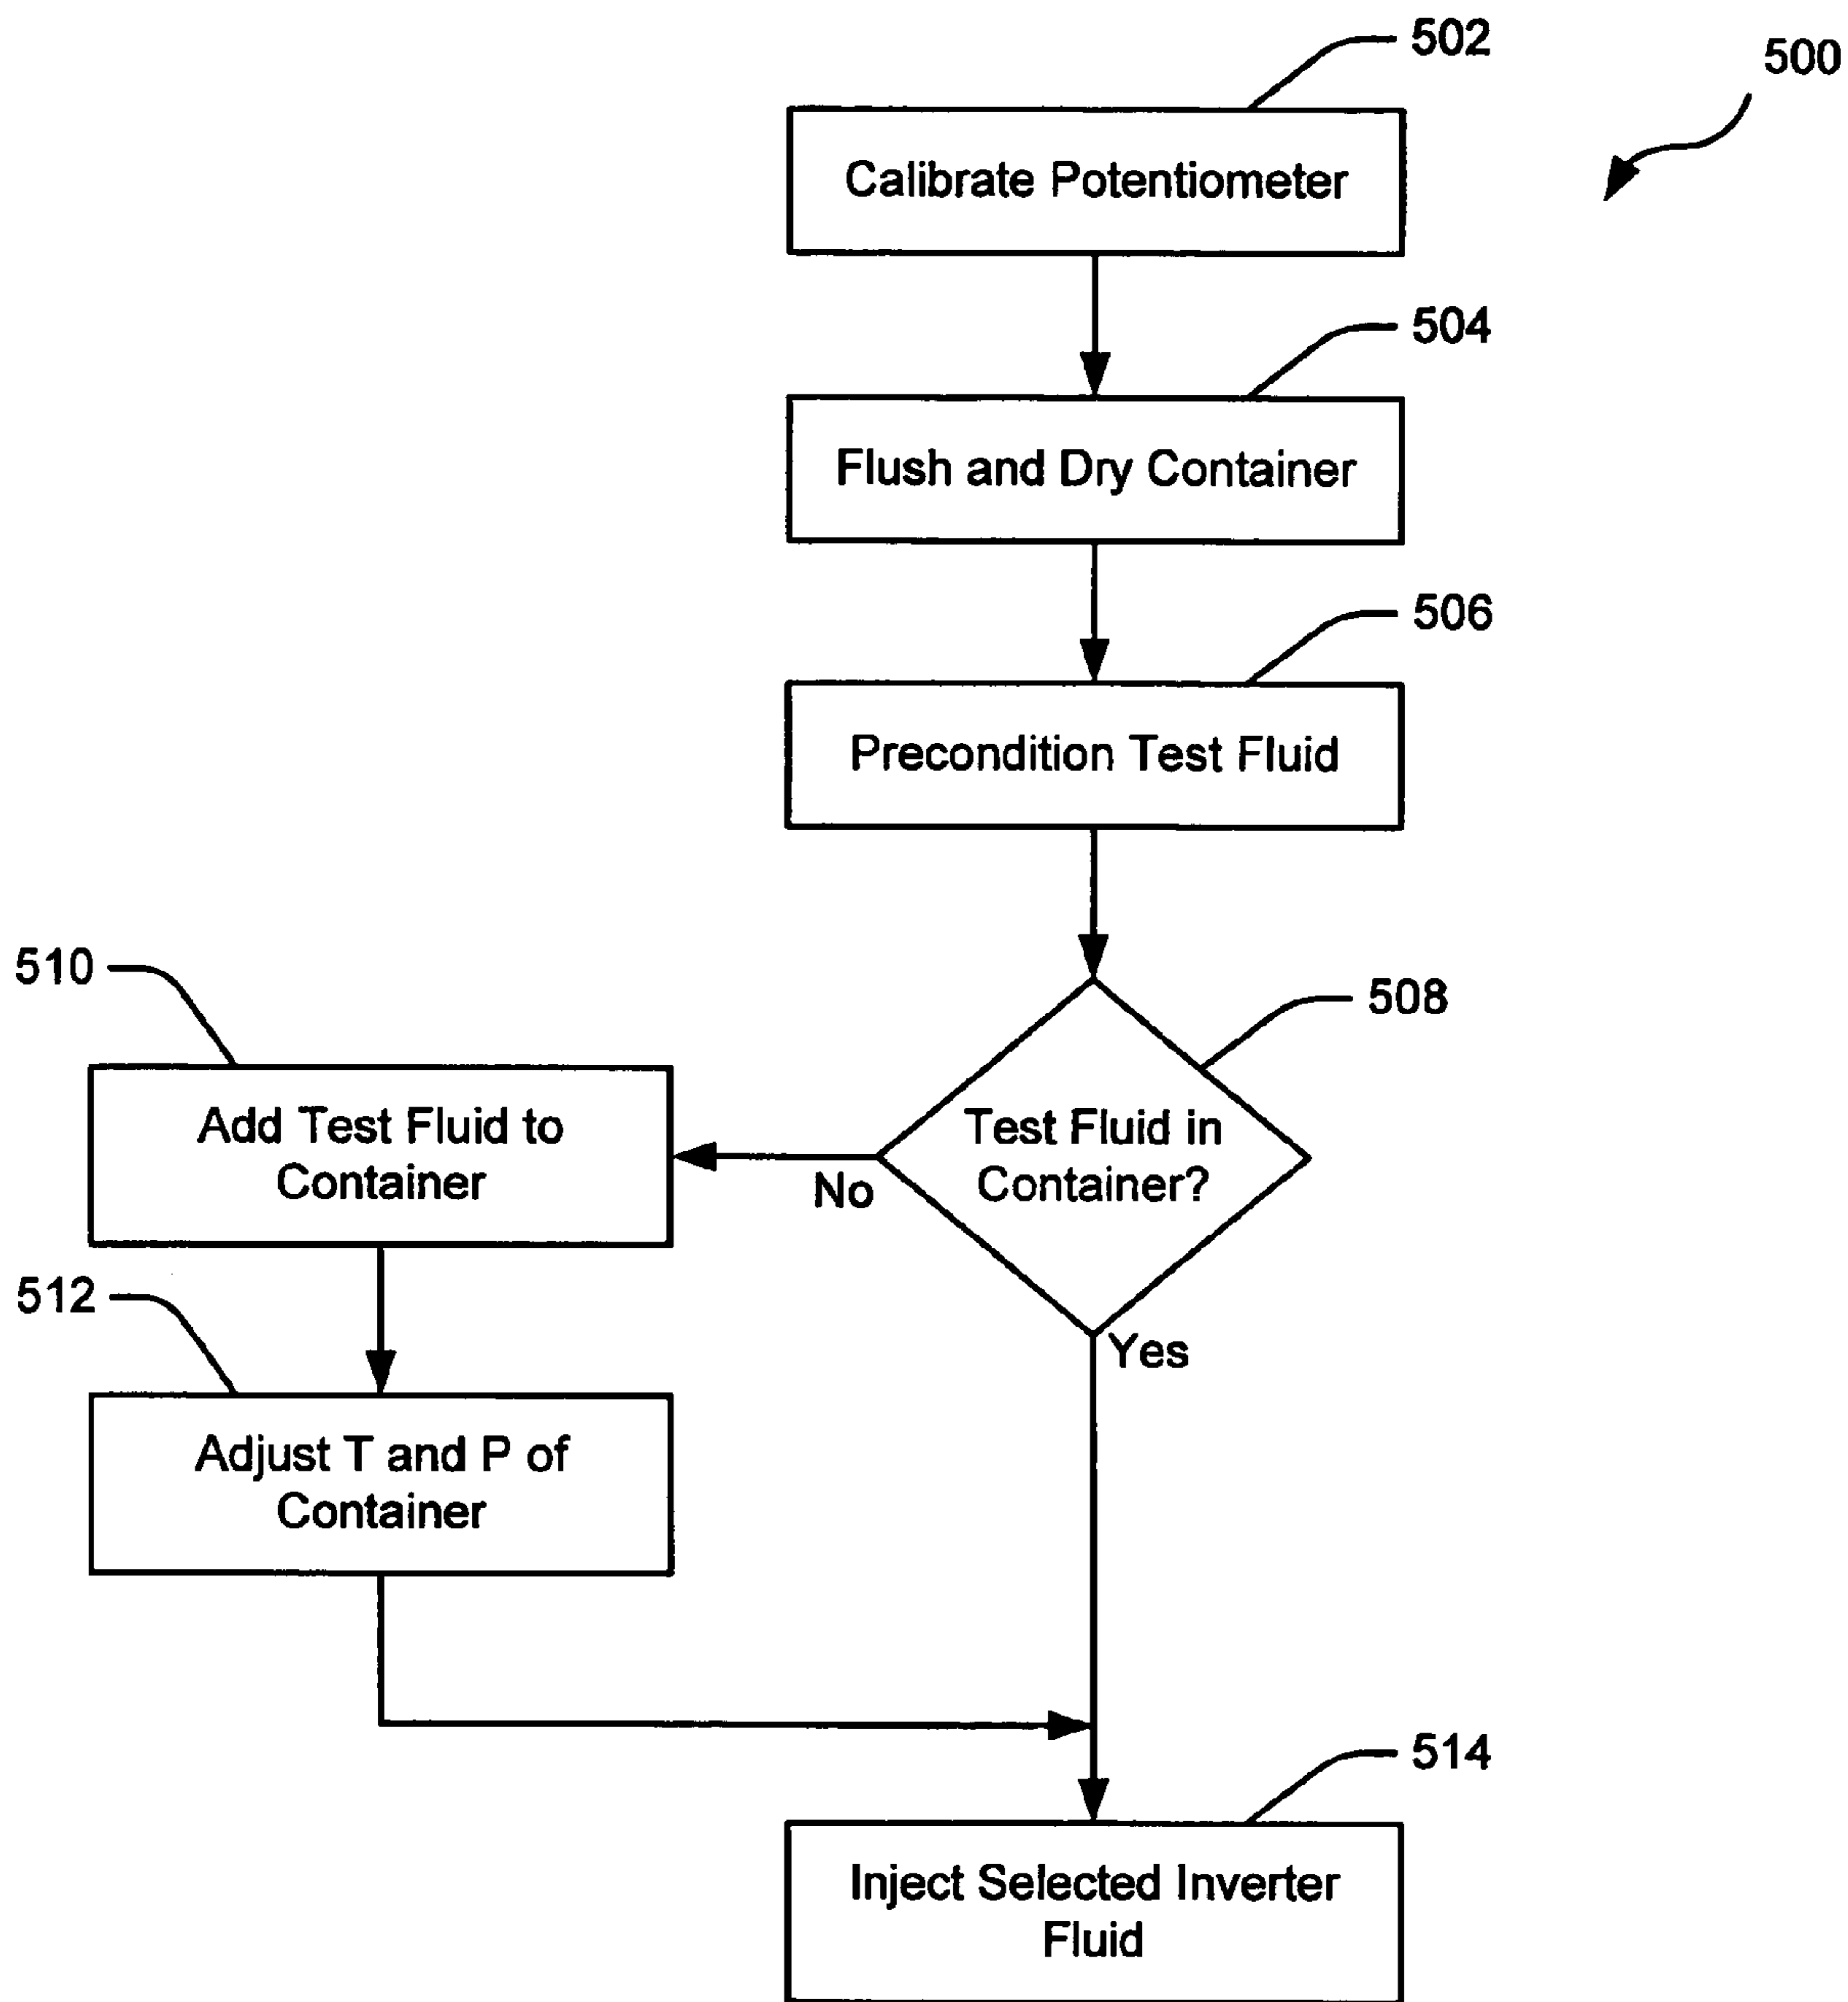 502
500
Calibrate Potentiometer
504
Flush and Dry Container
506
Precondition Test Fluid
510
508
Add Test Fluid to
Container
Test Fluid in
Container?
No
512
Yes
Adjust T and P of
Container
514
Inject Selected Inverter
Fluid